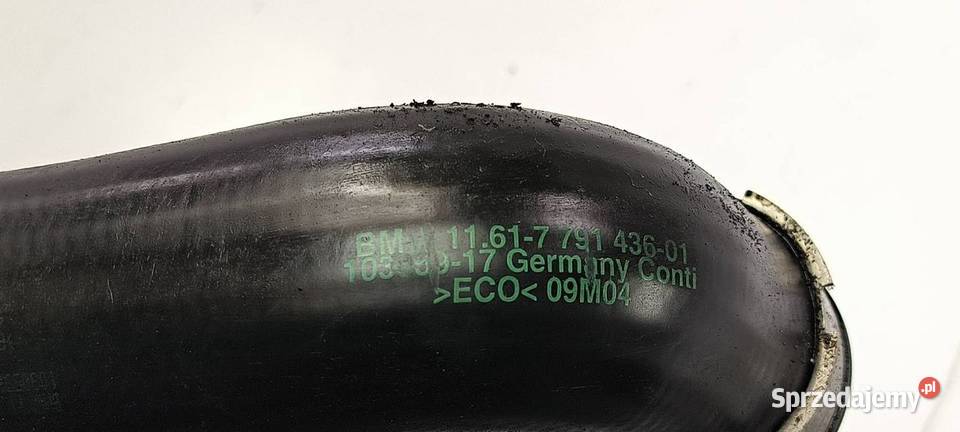 BMW 11.61-7 791 436-01
Germany Conti
>ECO< 09M04
Sprzedajemy.pl